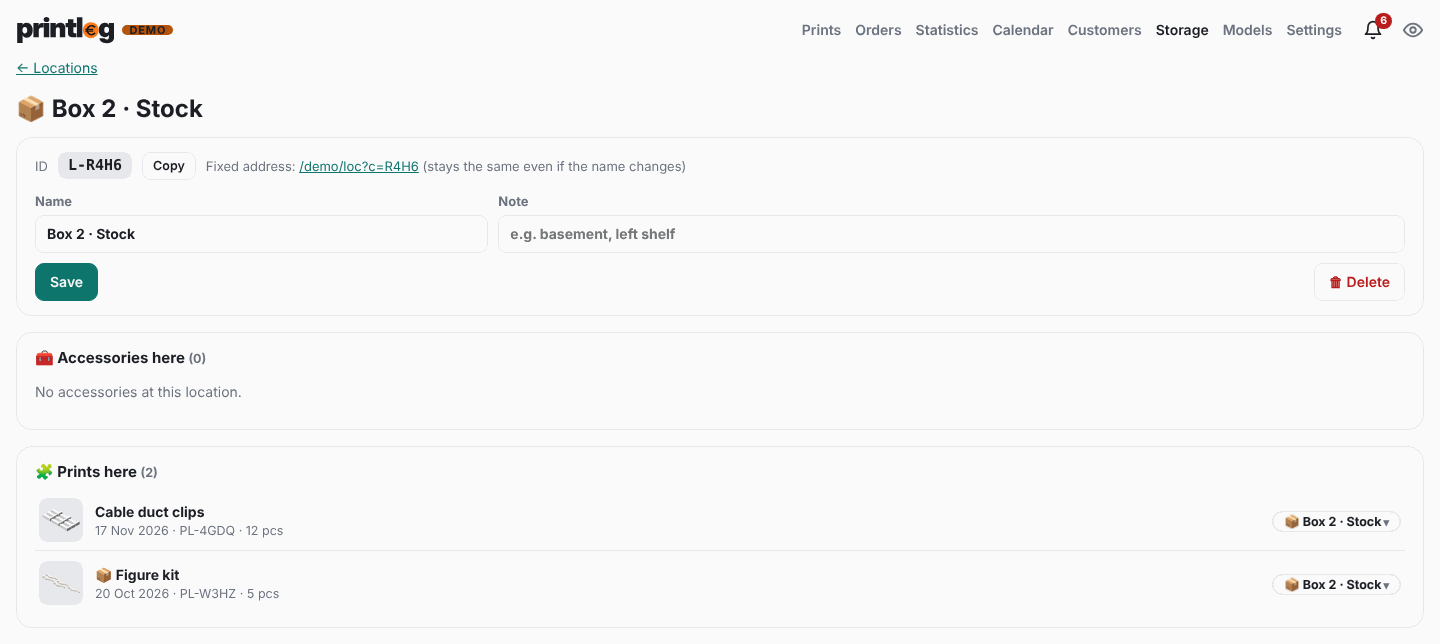 printl€g DEMO
Prints Orders Statistics Calendar Customers Storage Models Settings 6
← Locations
📦 Box 2 · Stock
ID L-R4H6 Copy Fixed address: /demo/loc?c=R4H6 (stays the same even if the name changes)
Name Note
Box 2 · Stock e.g. basement, left shelf
Save 🗑 Delete
🧰 Accessories here (0)
No accessories at this location.
🧩 Prints here (2)
Cable duct clips
17 Nov 2026 · PL-4GDQ · 12 pcs
📦 Box 2 · Stock ▾
📦 Figure kit
20 Oct 2026 · PL-W3HZ · 5 pcs
📦 Box 2 · Stock ▾